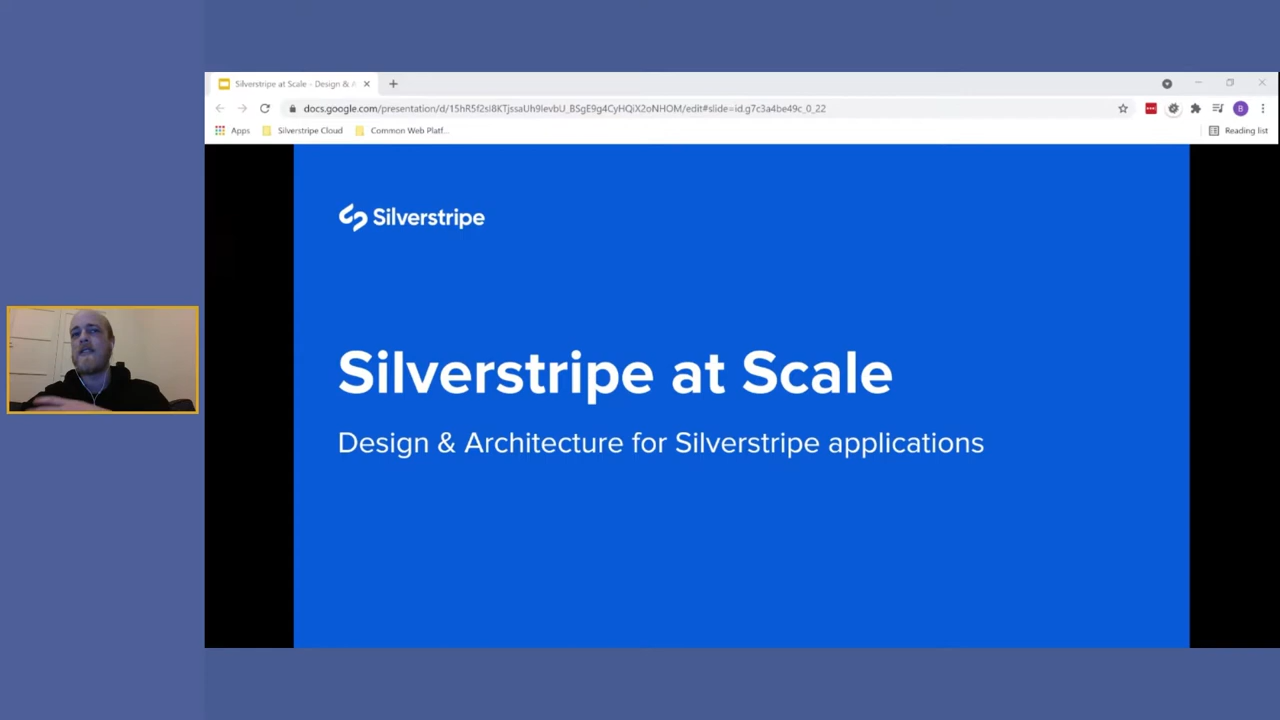 Silverstripe at Scale - Design & A
docs.google.com/presentation/d/15hR5f2sI8KTjssaUh9IevbU_BSgE9g4CyHQiX2oNHOM/edit#slide=id.g7c3a4be49c_0_22
B
Apps
Silverstripe Cloud
Common Web Platf...
Reading list
Silverstripe
Silverstripe at Scale
Design & Architecture for Silverstripe applications